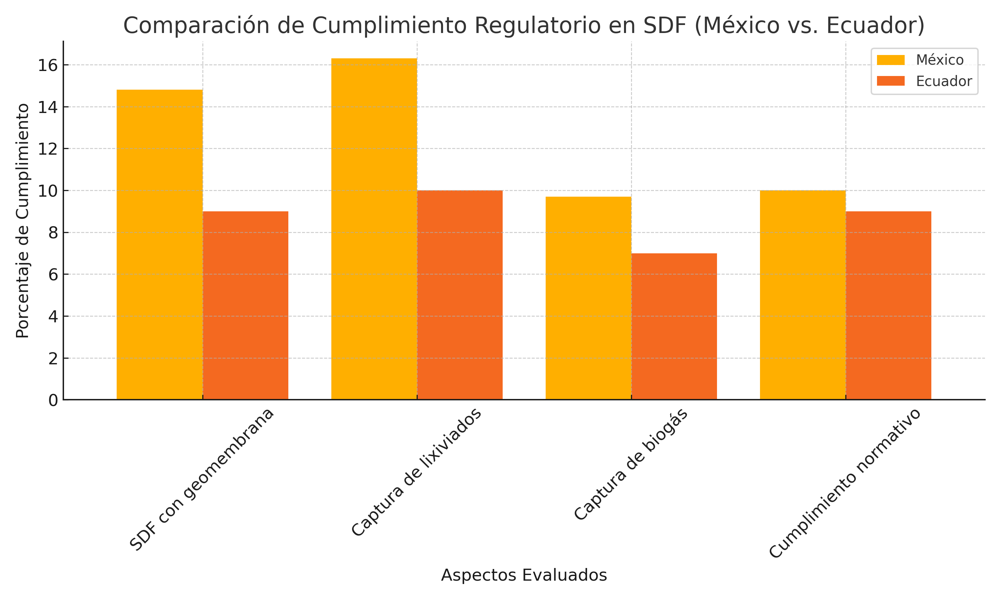 Comparación de Cumplimiento Regulatorio en SDF (México vs. Ecuador)
México
Ecuador
Porcentaje de Cumplimiento
16
14
12
10
8
6
4
2
0
SDF con geomembrana
Captura de lixiviados
Captura de biogás
Cumplimiento normativo
Aspectos Evaluados